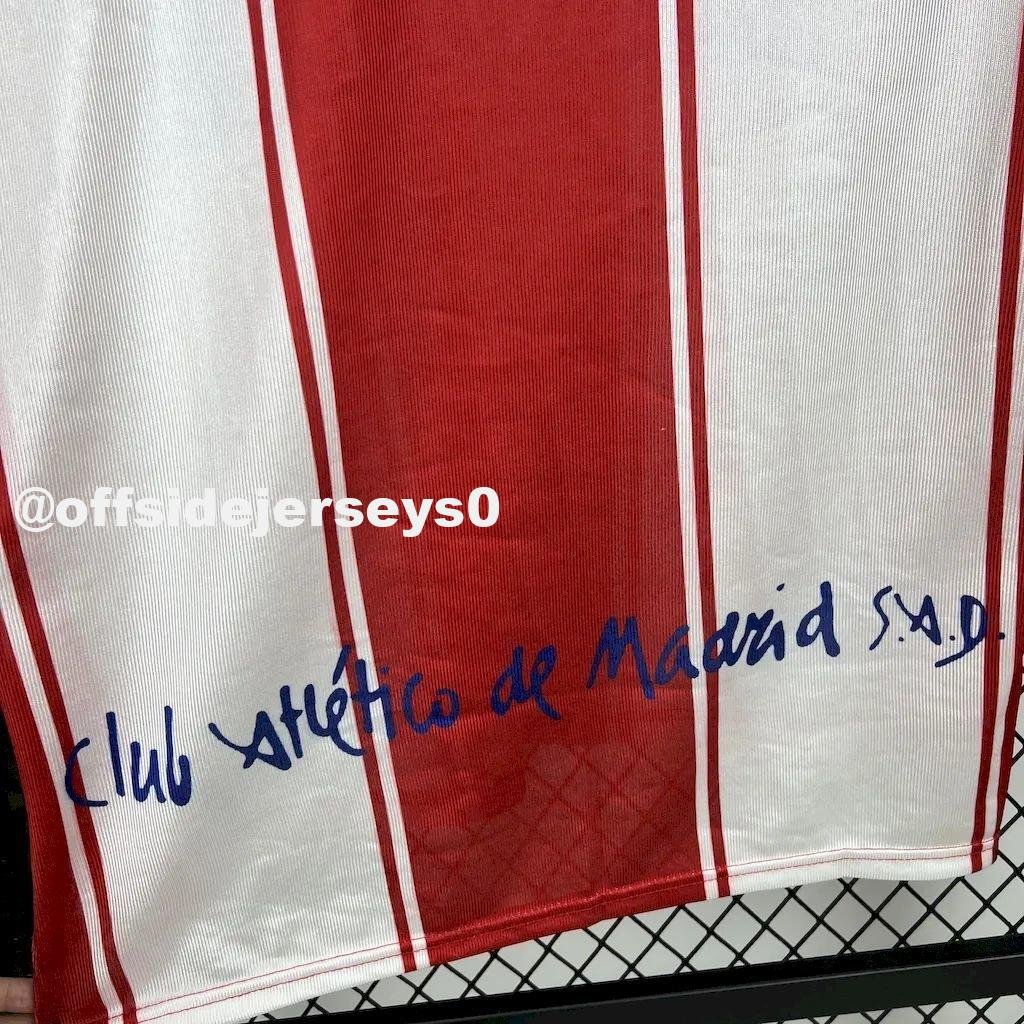 @offsidejerseys0
Club Atlético de Madrid S.A.D.